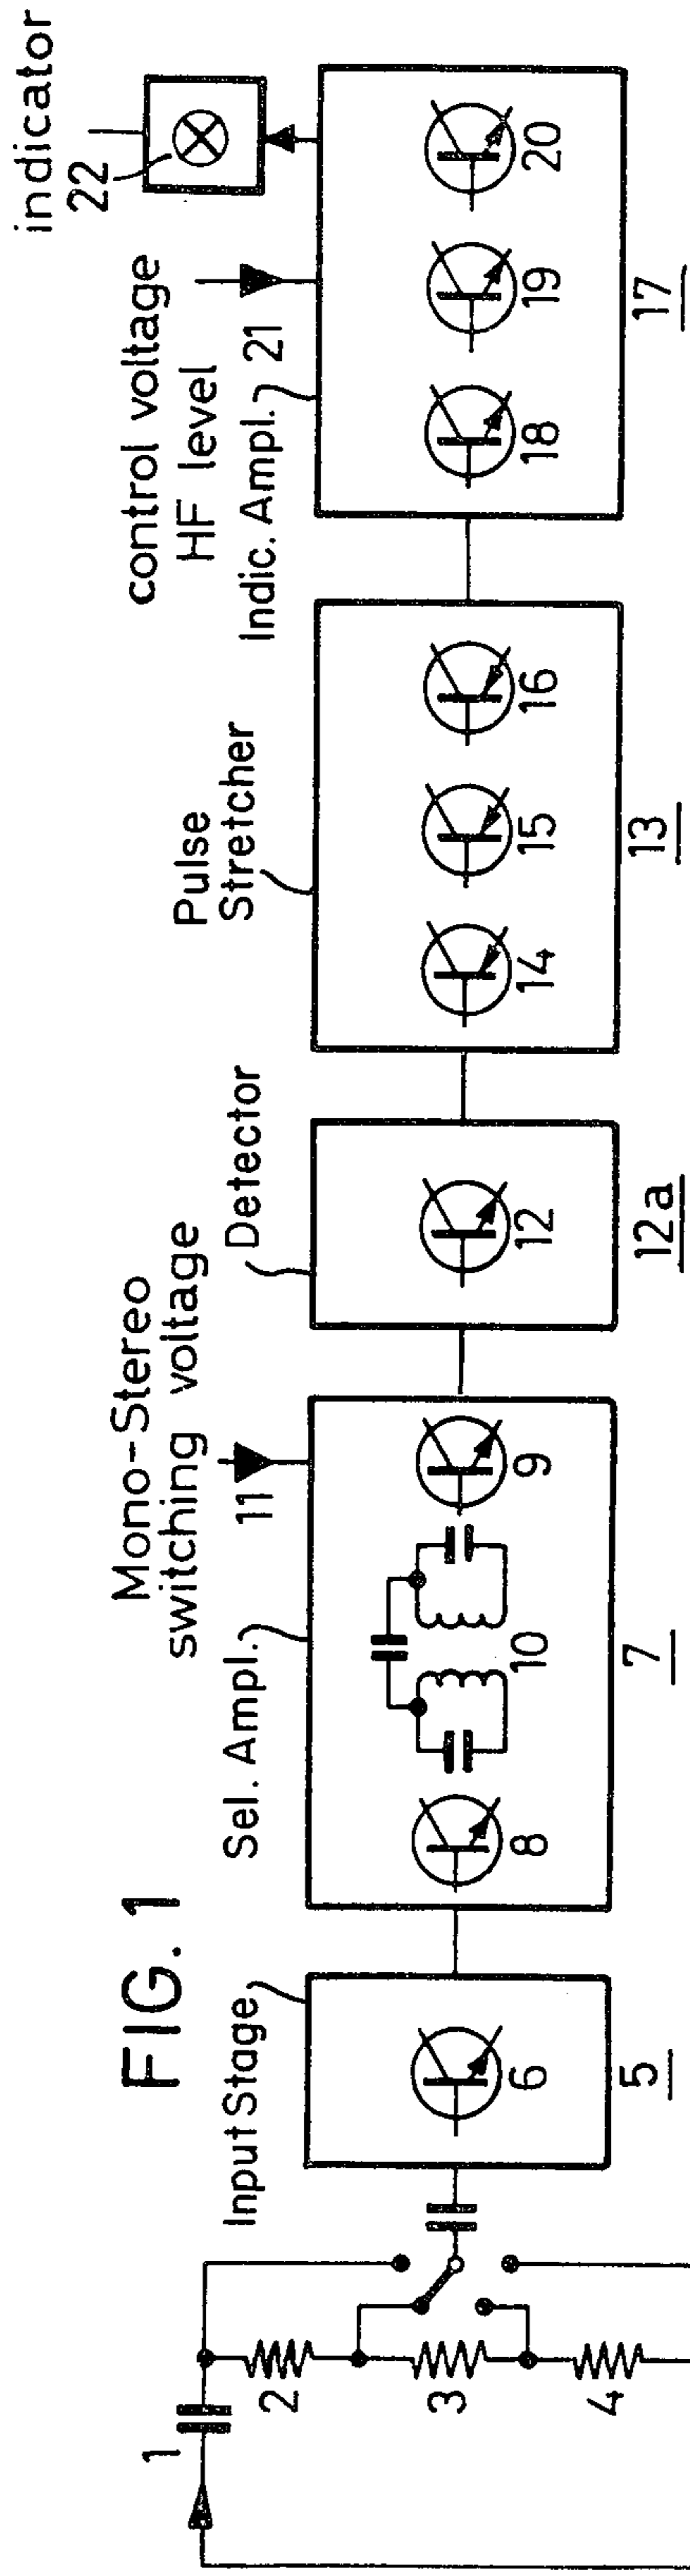 FIG. 1
1
2
3
4
Input Stage
6
5
Sel. Ampl.
Mono-Stereo
switching voltage
11
8
10
9
7
Detector
12
12a
Pulse
Stretcher
14
15
16
13
control voltage
HF level
Indic. Ampl.
21
18
19
20
17
indicator
22